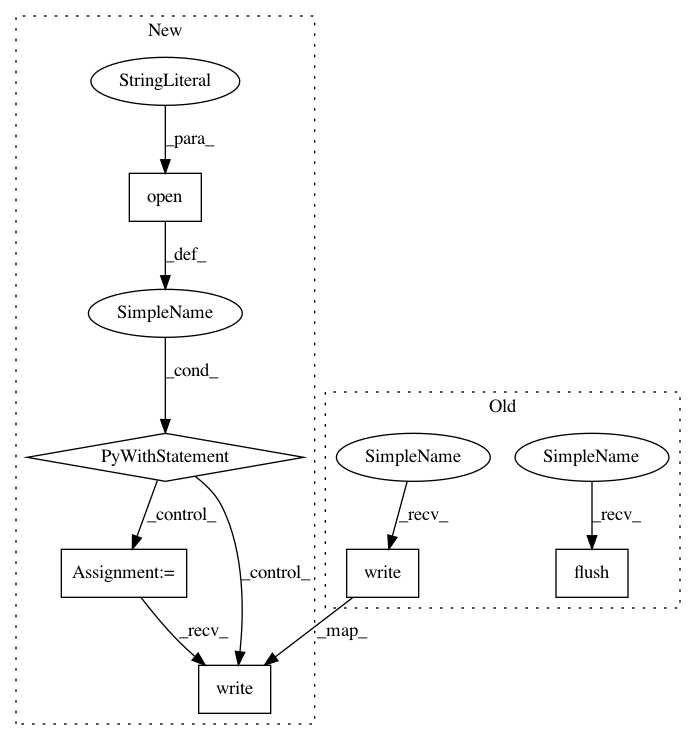 New
StringLiteral
_para_
open
_def_
SimpleName
_cond_
Old
PyWithStatement
SimpleName
SimpleName
_control_
_recv_
_recv_
Assignment:=
_control_
write
flush
_recv_
_map_
write